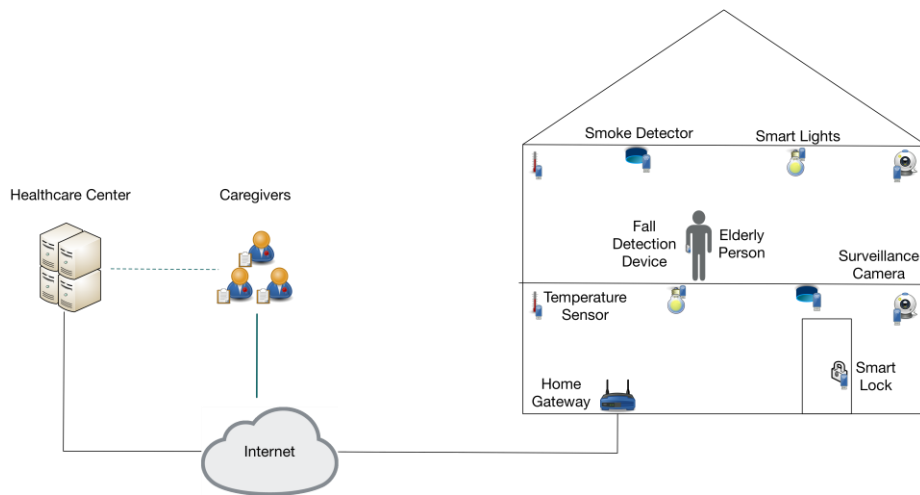 Smoke Detector
Smart Lights
Healthcare Center
Caregivers
Fall
Detection
Device
Elderly
Person
Surveillance
Camera
Temperature
Sensor
Smart
Lock
Home
Gateway
Internet